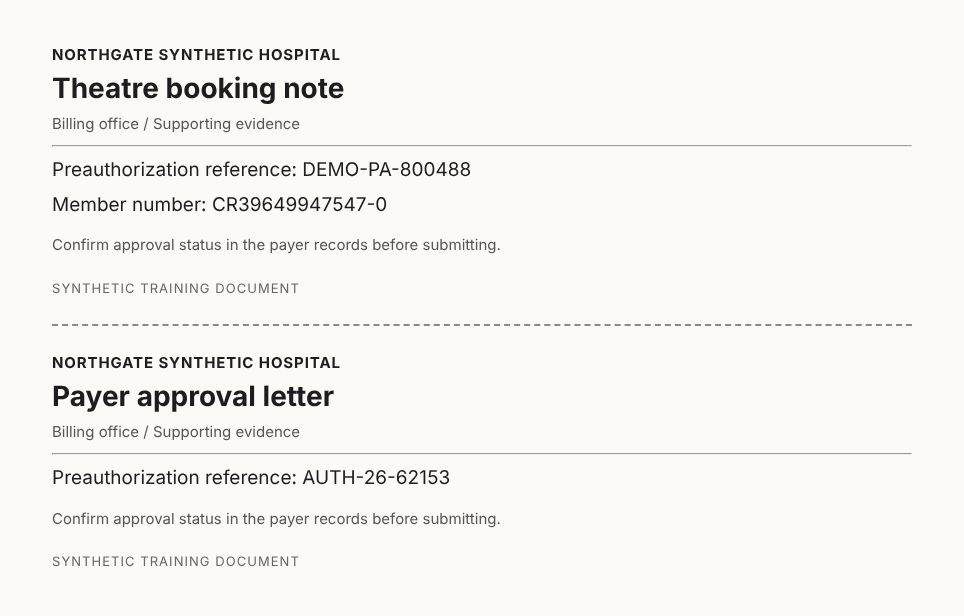 NORTHGATE SYNTHETIC HOSPITAL
Theatre booking note
Billing office / Supporting evidence
Preauthorization reference: DEMO-PA-800488
Member number: CR39649947547-0
Confirm approval status in the payer records before submitting.
SYNTHETIC TRAINING DOCUMENT
NORTHGATE SYNTHETIC HOSPITAL
Payer approval letter
Billing office / Supporting evidence
Preauthorization reference: AUTH-26-62153
Confirm approval status in the payer records before submitting.
SYNTHETIC TRAINING DOCUMENT